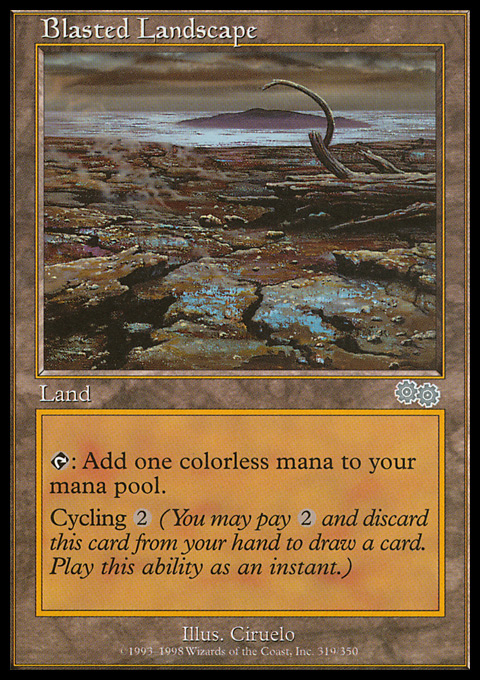 Blasted Landscape
Land
: Add one colorless mana to your
mana pool.
Cycling 2 (You may pay 2 and discard
this card from your hand to draw a card.
Play this ability as an instant.)
Illus. Ciruelo
©1993-1998 Wizards of the Coast, Inc. 319/350